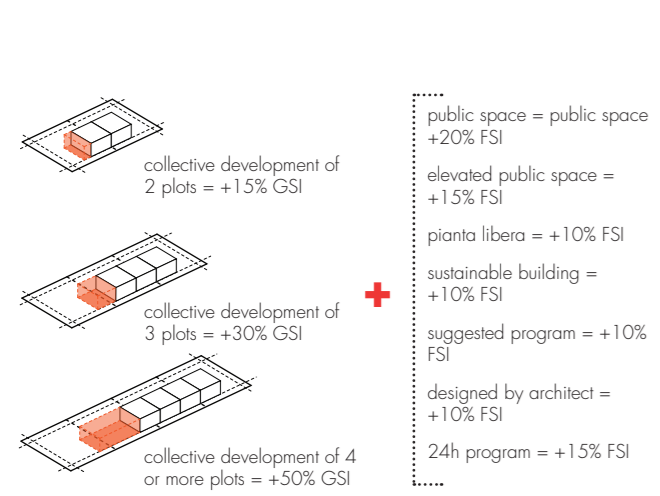 collective development of
2 plots = +15% GSI
collective development of
3 plots = +30% GSI
collective development of 4
or more plots = +50% GSI
public space = public space
+20% FSI
elevated public space =
+15% FSI
pianta libera = +10% FSI
sustainable building =
+10% FSI
suggested program = +10%
FSI
designed by architect =
+10% FSI
24h program = +15% FSI